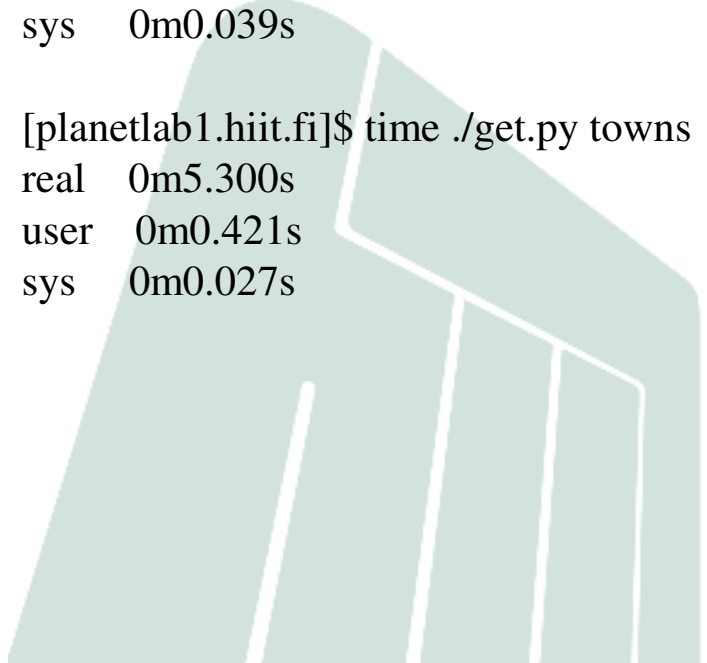 sys 0m0.039s
[planetlab1.hiit.fi]$ time ./get.py towns
real 0m5.300s
user 0m0.421s
sys 0m0.027s